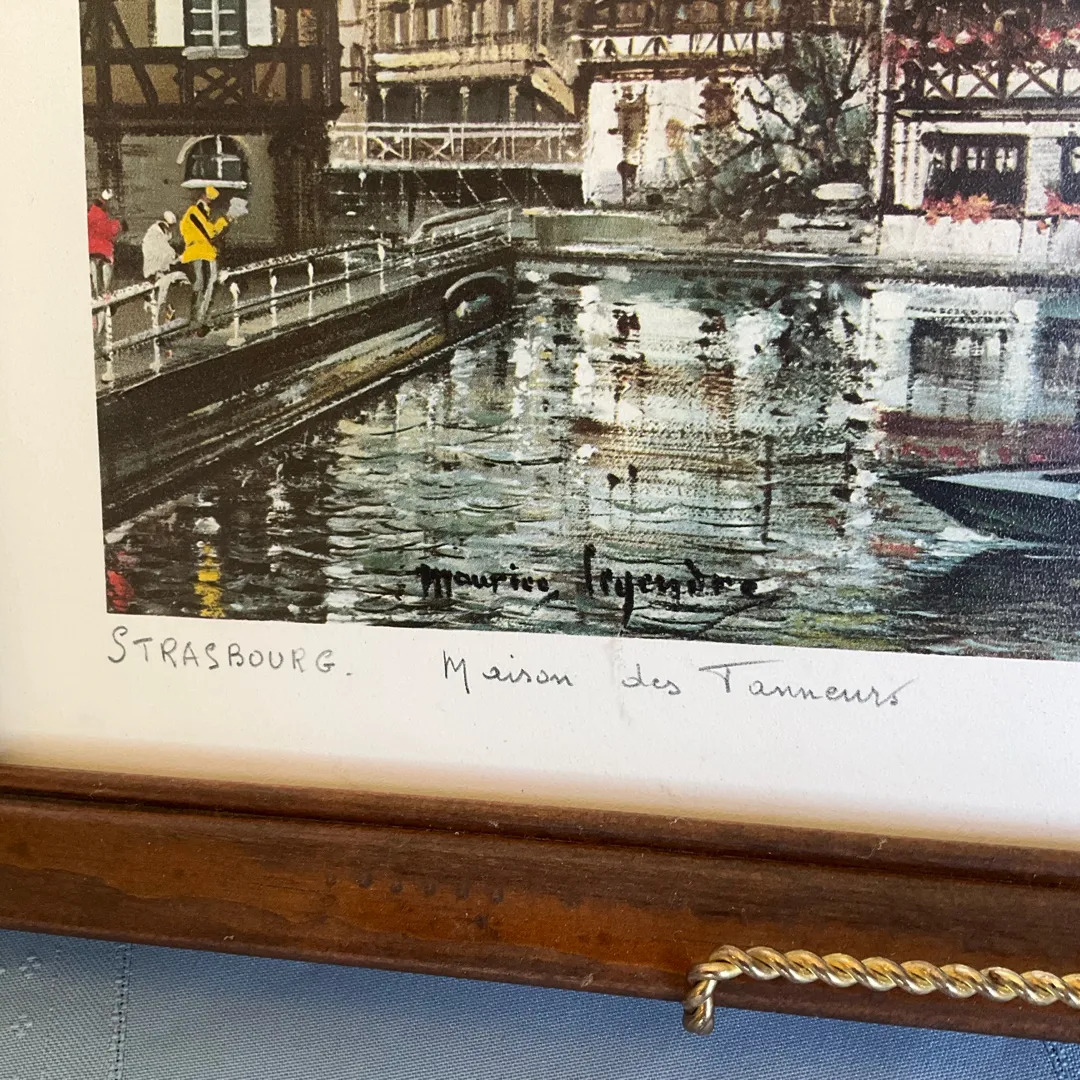 Maurice Legendre
STRASBOURG. Maison des Tanneurs